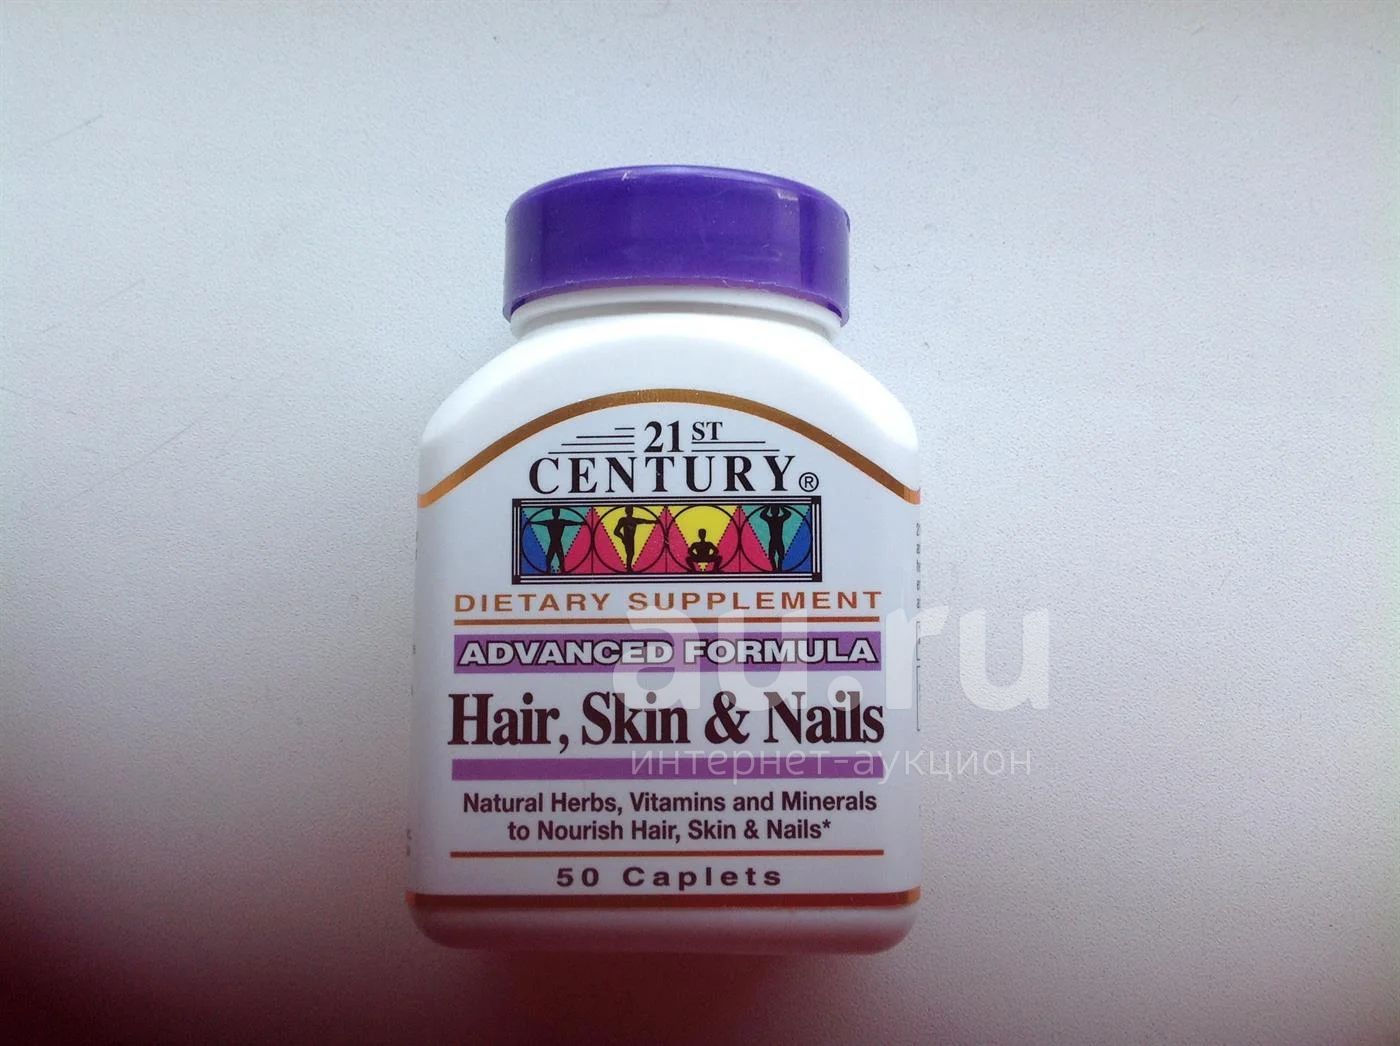 21ST
CENTURY®
DIETARY SUPPLEMENT
ADVANCED FORMULA
Hair, Skin & Nails
Natural Herbs, Vitamins and Minerals
to Nourish Hair, Skin & Nails*
50 Caplets
au.ru
интернет-аукцион